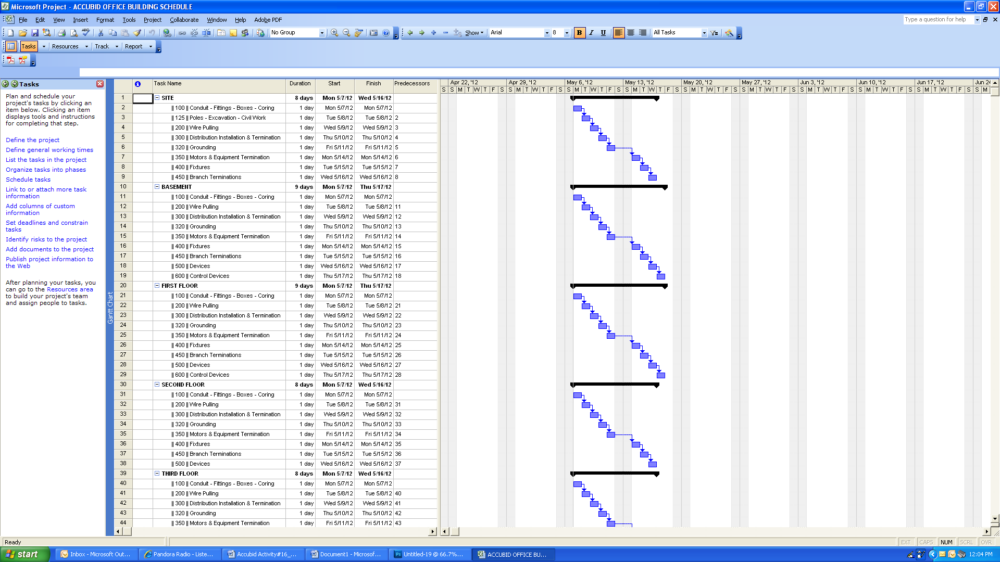 Microsoft Project - ACCUBID OFFICE BUILDING SCHEDULE
File Edit View Insert Format Tools Project Collaborate Window Help Adobe PDF Type a question for help
No Group Show Arial 8 B I U All Tasks
Tasks Resources Track Report
Tasks
Plan and schedule your
project's tasks by clicking an
item below. Clicking an item
displays tools and instructions
for completing that step.
Define the project
Define general working times
List the tasks in the project
Organize tasks into phases
Schedule tasks
Link to or attach more task
information
Add columns of custom
information
Set deadlines and constrain
tasks
Identify risks to the project
Add documents to the project
Publish project information to
the Web
After planning your tasks, you
can go to the Resources area
to build your project's team
and assign people to tasks.
Gantt Chart
Task Name Duration Start Finish Predecessors
1 SITE 8 days Mon 5/7/12 Wed 5/16/12
2 || 100 || Conduit - Fittings - Boxes - Coring 1 day Mon 5/7/12 Mon 5/7/12
3 || 125 || Poles - Excavation - Civil Work 1 day Tue 5/8/12 Tue 5/8/12 2
4 || 200 || Wire Pulling 1 day Wed 5/9/12 Wed 5/9/12 3
5 || 300 || Distribution Installation & Termination 1 day Thu 5/10/12 Thu 5/10/12 4
6 || 320 || Grounding 1 day Fri 5/11/12 Fri 5/11/12 5
7 || 350 || Motors & Equipment Termination 1 day Mon 5/14/12 Mon 5/14/12 6
8 || 400 || Fixtures 1 day Tue 5/15/12 Tue 5/15/12 7
9 || 450 || Branch Terminations 1 day Wed 5/16/12 Wed 5/16/12 8
10 BASEMENT 9 days Mon 5/7/12 Thu 5/17/12
11 || 100 || Conduit - Fittings - Boxes - Coring 1 day Mon 5/7/12 Mon 5/7/12
12 || 200 || Wire Pulling 1 day Tue 5/8/12 Tue 5/8/12 11
13 || 300 || Distribution Installation & Termination 1 day Wed 5/9/12 Wed 5/9/12 12
14 || 320 || Grounding 1 day Thu 5/10/12 Thu 5/10/12 13
15 || 350 || Motors & Equipment Termination 1 day Fri 5/11/12 Fri 5/11/12 14
16 || 400 || Fixtures 1 day Mon 5/14/12 Mon 5/14/12 15
17 || 450 || Branch Terminations 1 day Tue 5/15/12 Tue 5/15/12 16
18 || 500 || Devices 1 day Wed 5/16/12 Wed 5/16/12 17
19 || 600 || Control Devices 1 day Thu 5/17/12 Thu 5/17/12 18
20 FIRST FLOOR 9 days Mon 5/7/12 Thu 5/17/12
21 || 100 || Conduit - Fittings - Boxes - Coring 1 day Mon 5/7/12 Mon 5/7/12
22 || 200 || Wire Pulling 1 day Tue 5/8/12 Tue 5/8/12 21
23 || 300 || Distribution Installation & Termination 1 day Wed 5/9/12 Wed 5/9/12 22
24 || 320 || Grounding 1 day Thu 5/10/12 Thu 5/10/12 23
25 || 350 || Motors & Equipment Termination 1 day Fri 5/11/12 Fri 5/11/12 24
26 || 400 || Fixtures 1 day Mon 5/14/12 Mon 5/14/12 25
27 || 450 || Branch Terminations 1 day Tue 5/15/12 Tue 5/15/12 26
28 || 500 || Devices 1 day Wed 5/16/12 Wed 5/16/12 27
29 || 600 || Control Devices 1 day Thu 5/17/12 Thu 5/17/12 28
30 SECOND FLOOR 8 days Mon 5/7/12 Wed 5/16/12
31 || 100 || Conduit - Fittings - Boxes - Coring 1 day Mon 5/7/12 Mon 5/7/12
32 || 200 || Wire Pulling 1 day Tue 5/8/12 Tue 5/8/12 31
33 || 300 || Distribution Installation & Termination 1 day Wed 5/9/12 Wed 5/9/12 32
34 || 320 || Grounding 1 day Thu 5/10/12 Thu 5/10/12 33
35 || 350 || Motors & Equipment Termination 1 day Fri 5/11/12 Fri 5/11/12 34
36 || 400 || Fixtures 1 day Mon 5/14/12 Mon 5/14/12 35
37 || 450 || Branch Terminations 1 day Tue 5/15/12 Tue 5/15/12 36
38 || 500 || Devices 1 day Wed 5/16/12 Wed 5/16/12 37
39 THIRD FLOOR 8 days Mon 5/7/12 Wed 5/16/12
40 || 100 || Conduit - Fittings - Boxes - Coring 1 day Mon 5/7/12 Mon 5/7/12
41 || 200 || Wire Pulling 1 day Tue 5/8/12 Tue 5/8/12 40
42 || 300 || Distribution Installation & Termination 1 day Wed 5/9/12 Wed 5/9/12 41
43 || 320 || Grounding 1 day Thu 5/10/12 Thu 5/10/12 42
44 || 350 || Motors & Equipment Termination 1 day Fri 5/11/12 Fri 5/11/12 43
Apr 22, '12 Apr 29, '12 May 6, '12 May 13, '12 May 20, '12 May 27, '12 Jun 3, '12 Jun 10, '12 Jun 17, '12 Jun 24
S S M T W T F S S M T W T F S S M T W T F S S M T W T F S S M T W T F S S M T W T F S S M T W T F S S M T W T F S S M T W T F S S M
Ready EXT CAPS NUM SCRL OVR
start Inbox - Microsoft Out... Pandora Radio - Liste... Accubid Activity#16_... Document1 - Microsof... Untitled-19 @ 66.7%... ACCUBID OFFICE BU... 12:04 PM